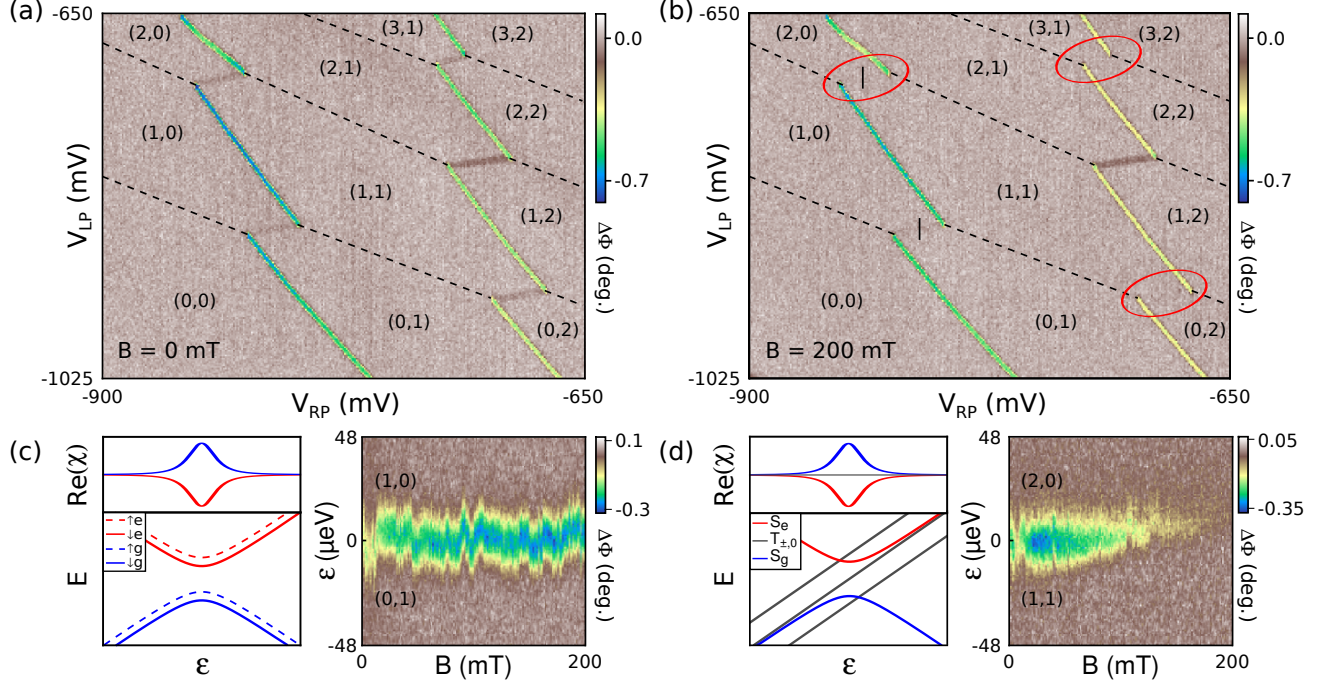 (a)
-650
(2,0)
(3,1)
(3,2)
(2,1)
(1,0)
(2,2)
(1,1)
(1,2)
(0,0)
(0,1)
(0,2)
B = 0 mT
V_LP (mV)
-1025
-900
V_RP (mV)
-650
0.0
-0.7
ΔΦ (deg.)
(b)
-650
(2,0)
(3,1)
(3,2)
(2,1)
(1,0)
(2,2)
(1,1)
(1,2)
(0,0)
(0,1)
(0,2)
B = 200 mT
V_LP (mV)
-1025
-900
V_RP (mV)
-650
0.0
-0.7
ΔΦ (deg.)
(c)
Re(χ)
E
↑e
↓e
↑g
↓g
ε
ε (μeV)
48
0
-48
(1,0)
(0,1)
0
B (mT)
200
0.1
-0.3
ΔΦ (deg.)
(d)
Re(χ)
E
S_e
T_±,0
S_g
ε
ε (μeV)
48
0
-48
(2,0)
(1,1)
0
B (mT)
200
0.05
-0.35
ΔΦ (deg.)